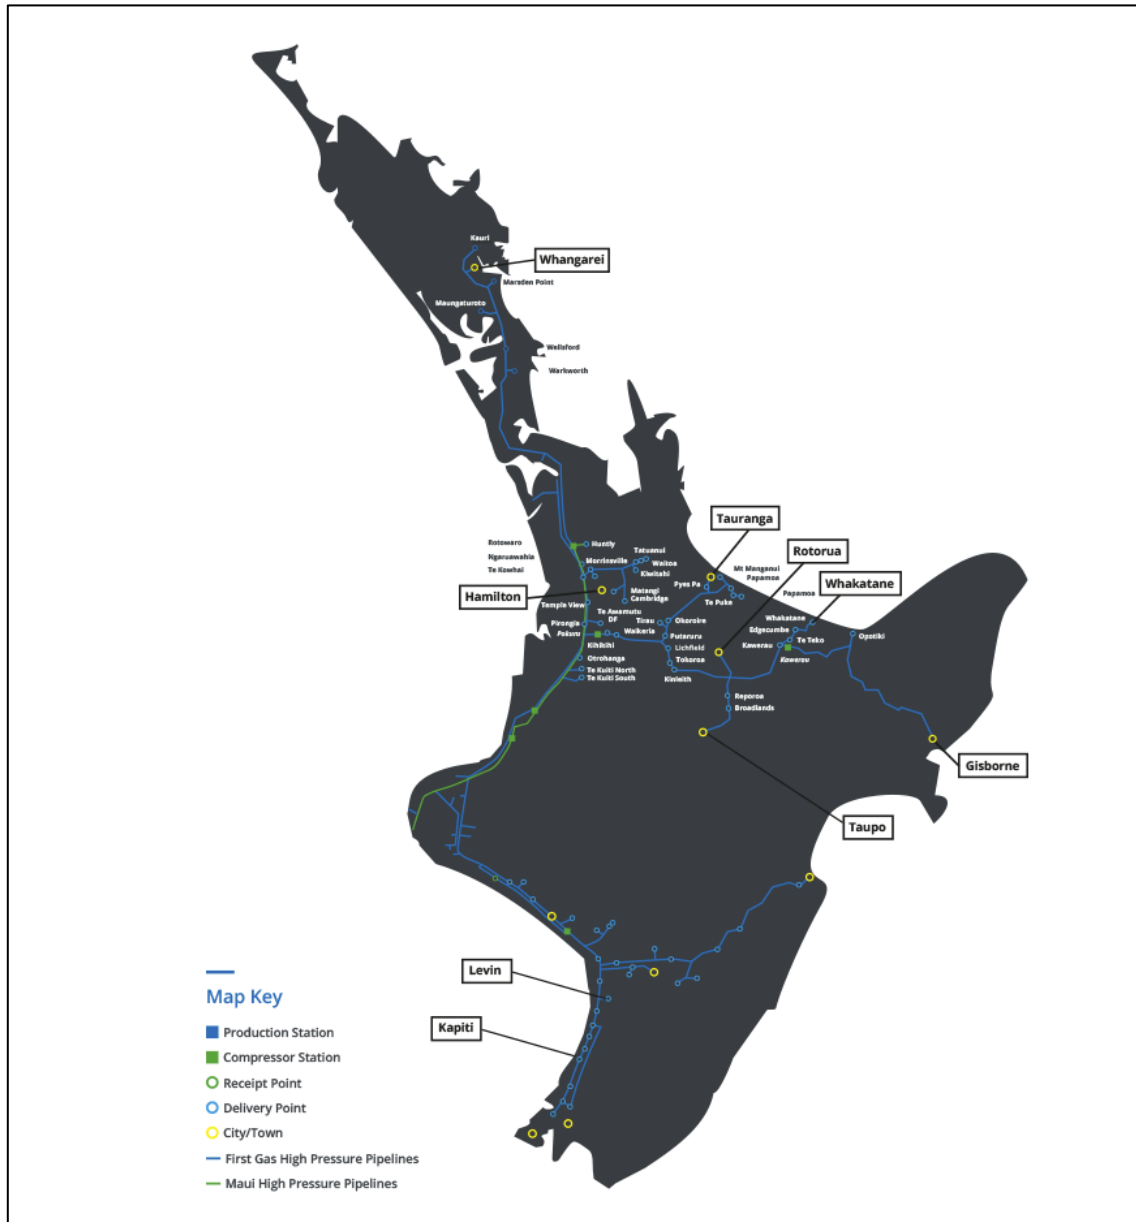 Kauri
Whangarei
Marsden Point
Maungaturoto
Wellsford
Warkworth
Tauranga
Rotorua
Whakatane
Hamilton
Rotowaro
Ngaruawahia
Te Kowhai
Huntly
Morrinsville
Tatuanui
Waitoa
Kiwitahi
Matangi
Cambridge
Temple View
Te Awamutu
DF
Pirongia
Pokuru
Kihikihi
Waikeria
Otrohanga
Te Kuiti North
Te Kuiti South
Mt Manganui
Papamoa
Pyes Pa
Te Puke
Papamoa
Tirau
Okoroire
Putaruru
Lichfield
Tokoroa
Kinleith
Whakatane
Edgecumbe
Te Teko
Kawerau
Kawerau
Opotiki
Reporoa
Broadlands
Gisborne
Taupo
Levin
Kapiti
Map Key
Production Station
Compressor Station
Receipt Point
Delivery Point
City/Town
First Gas High Pressure Pipelines
Maui High Pressure Pipelines